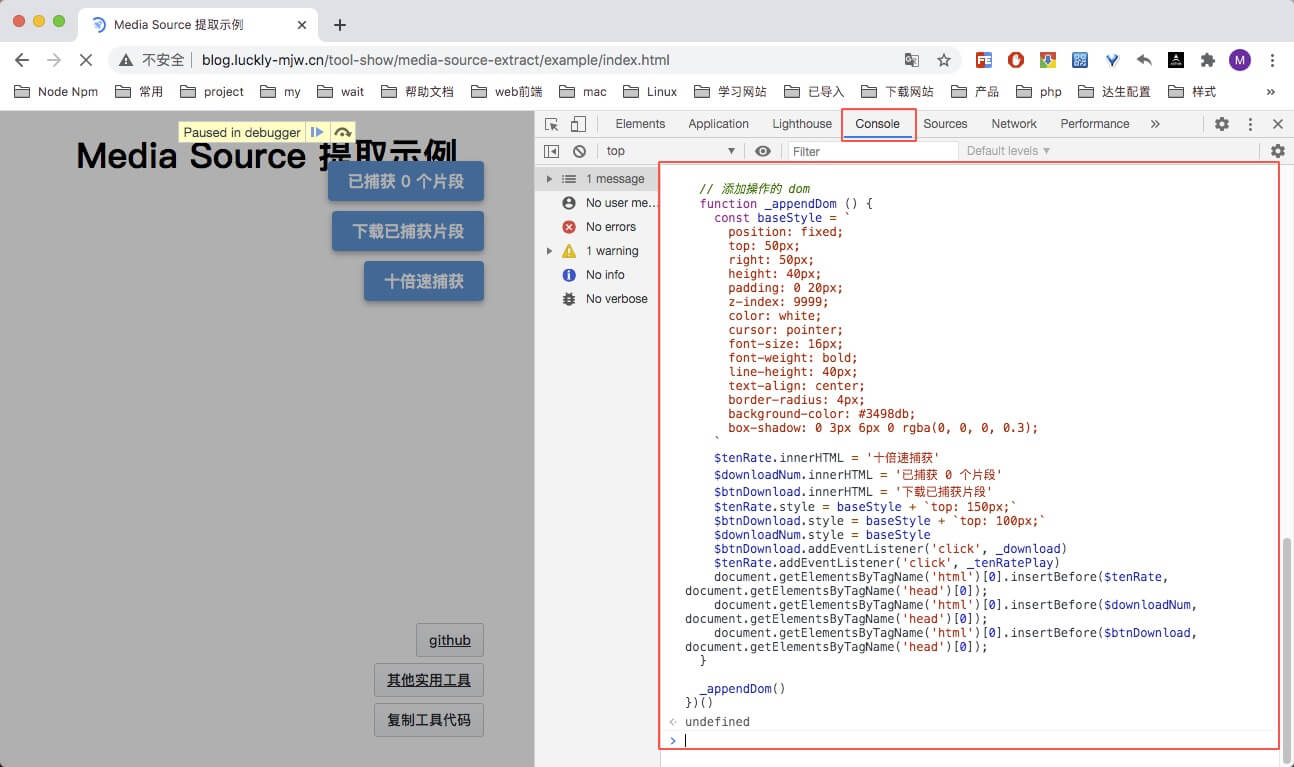 Media Source 提取示例
不安全 | blog.luckly-mjw.cn/tool-show/media-source-extract/example/index.html
FE
M
Node Npm 常用 project my wait 帮助文档 web前端 mac Linux 学习网站 已导入 下载网站 产品 php 达生配置 样式 »
Paused in debugger
Media Source 提取示例
已捕获 0 个片段
下载已捕获片段
十倍速捕获
github
其他实用工具
复制工具代码
Elements Application Lighthouse Console Sources Network Performance »
top Filter Default levels ▼
1 message
No user me...
No errors
1 warning
No info
No verbose
// 添加操作的 dom
function _appendDom () {
const baseStyle = `
position: fixed;
top: 50px;
right: 50px;
height: 40px;
padding: 0 20px;
z-index: 9999;
color: white;
cursor: pointer;
font-size: 16px;
font-weight: bold;
line-height: 40px;
text-align: center;
border-radius: 4px;
background-color: #3498db;
box-shadow: 0 3px 6px 0 rgba(0, 0, 0, 0.3);
`
$tenRate.innerHTML = '十倍速捕获'
$downloadNum.innerHTML = '已捕获 0 个片段'
$btnDownload.innerHTML = '下载已捕获片段'
$tenRate.style = baseStyle + `top: 150px;`
$btnDownload.style = baseStyle + `top: 100px;`
$downloadNum.style = baseStyle
$btnDownload.addEventListener('click', _download)
$tenRate.addEventListener('click', _tenRatePlay)
document.getElementsByTagName('html')[0].insertBefore($tenRate,
document.getElementsByTagName('head')[0]);
document.getElementsByTagName('html')[0].insertBefore($downloadNum,
document.getElementsByTagName('head')[0]);
document.getElementsByTagName('html')[0].insertBefore($btnDownload,
document.getElementsByTagName('head')[0]);
}
_appendDom()
})()
undefined